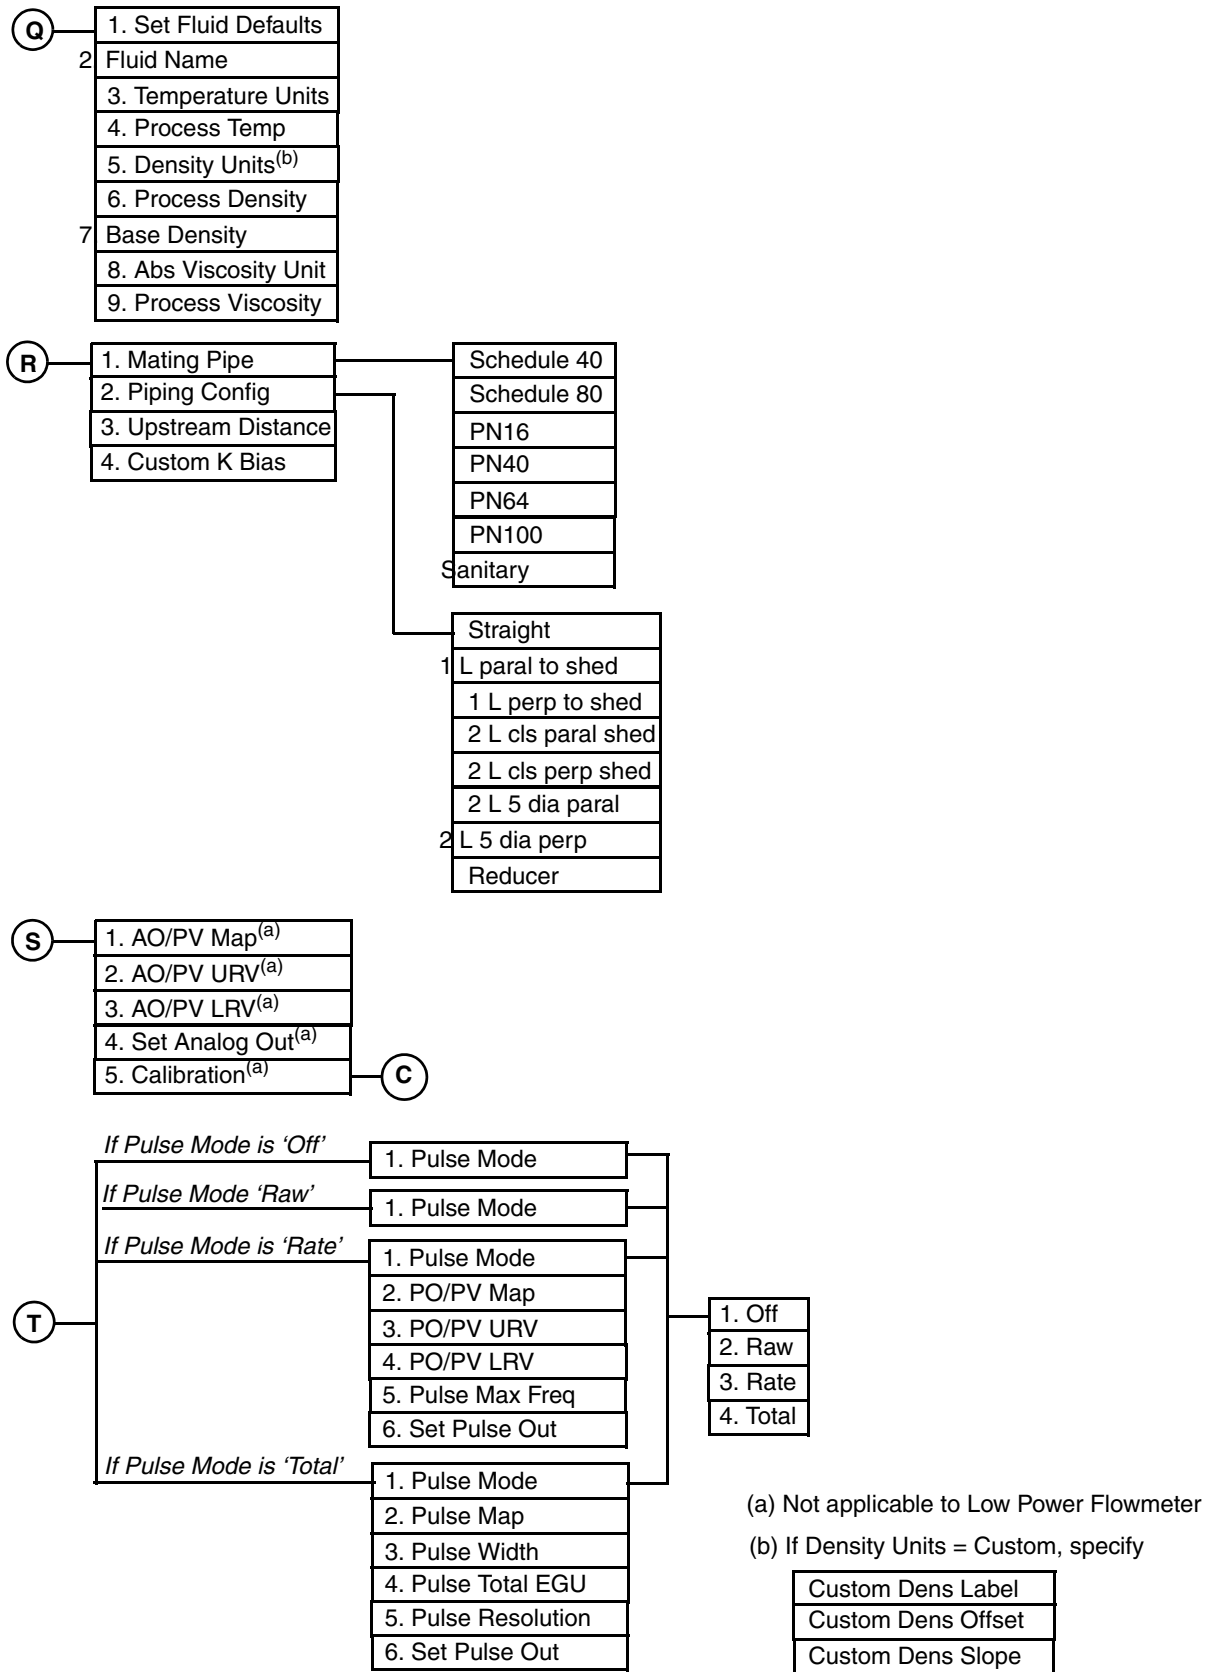 Q
1. Set Fluid Defaults
2 Fluid Name
3. Temperature Units
4. Process Temp
5. Density Units(b)
6. Process Density
7 Base Density
8. Abs Viscosity Unit
9. Process Viscosity
R
1. Mating Pipe
2. Piping Config
3. Upstream Distance
4. Custom K Bias
Schedule 40
Schedule 80
PN16
PN40
PN64
PN100
Sanitary
Straight
1 L paral to shed
1 L perp to shed
2 L cls paral shed
2 L cls perp shed
2 L 5 dia paral
2 L 5 dia perp
Reducer
S
1. AO/PV Map(a)
2. AO/PV URV(a)
3. AO/PV LRV(a)
4. Set Analog Out(a)
5. Calibration(a)
C
T
If Pulse Mode is ‘Off’
1. Pulse Mode
If Pulse Mode ‘Raw’
1. Pulse Mode
If Pulse Mode is ‘Rate’
1. Pulse Mode
2. PO/PV Map
3. PO/PV URV
4. PO/PV LRV
5. Pulse Max Freq
6. Set Pulse Out
If Pulse Mode is ‘Total’
1. Pulse Mode
2. Pulse Map
3. Pulse Width
4. Pulse Total EGU
5. Pulse Resolution
6. Set Pulse Out
1. Off
2. Raw
3. Rate
4. Total
(a) Not applicable to Low Power Flowmeter
(b) If Density Units = Custom, specify
Custom Dens Label
Custom Dens Offset
Custom Dens Slope